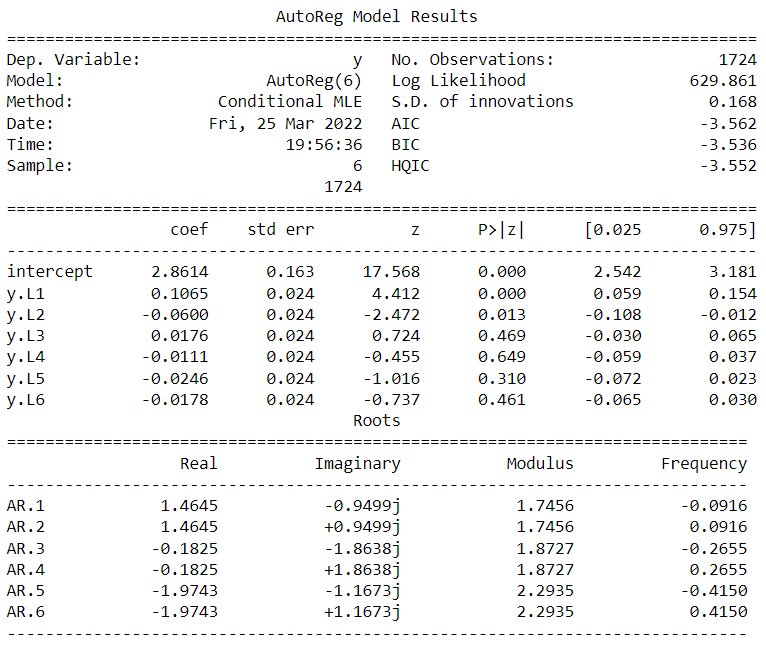 AutoReg Model Results
==============================================================================
Dep. Variable:                      y   No. Observations:                 1724
Model:                     AutoReg(6)   Log Likelihood                 629.861
Method:               Conditional MLE   S.D. of innovations              0.168
Date:                Fri, 25 Mar 2022   AIC                             -3.562
Time:                        19:56:36   BIC                             -3.536
Sample:                             6   HQIC                            -3.552
                                 1724
==============================================================================
                 coef    std err          z      P>|z|      [0.025      0.975]
------------------------------------------------------------------------------
intercept      2.8614      0.163     17.568      0.000       2.542       3.181
y.L1           0.1065      0.024      4.412      0.000       0.059       0.154
y.L2          -0.0600      0.024     -2.472      0.013      -0.108      -0.012
y.L3           0.0176      0.024      0.724      0.469      -0.030       0.065
y.L4          -0.0111      0.024     -0.455      0.649      -0.059       0.037
y.L5          -0.0246      0.024     -1.016      0.310      -0.072       0.023
y.L6          -0.0178      0.024     -0.737      0.461      -0.065       0.030
                                    Roots
=============================================================================
                  Real          Imaginary           Modulus         Frequency
-----------------------------------------------------------------------------
AR.1            1.4645           -0.9499j            1.7456           -0.0916
AR.2            1.4645           +0.9499j            1.7456            0.0916
AR.3           -0.1825           -1.8638j            1.8727           -0.2655
AR.4           -0.1825           +1.8638j            1.8727            0.2655
AR.5           -1.9743           -1.1673j            2.2935           -0.4150
AR.6           -1.9743           +1.1673j            2.2935            0.4150
-----------------------------------------------------------------------------